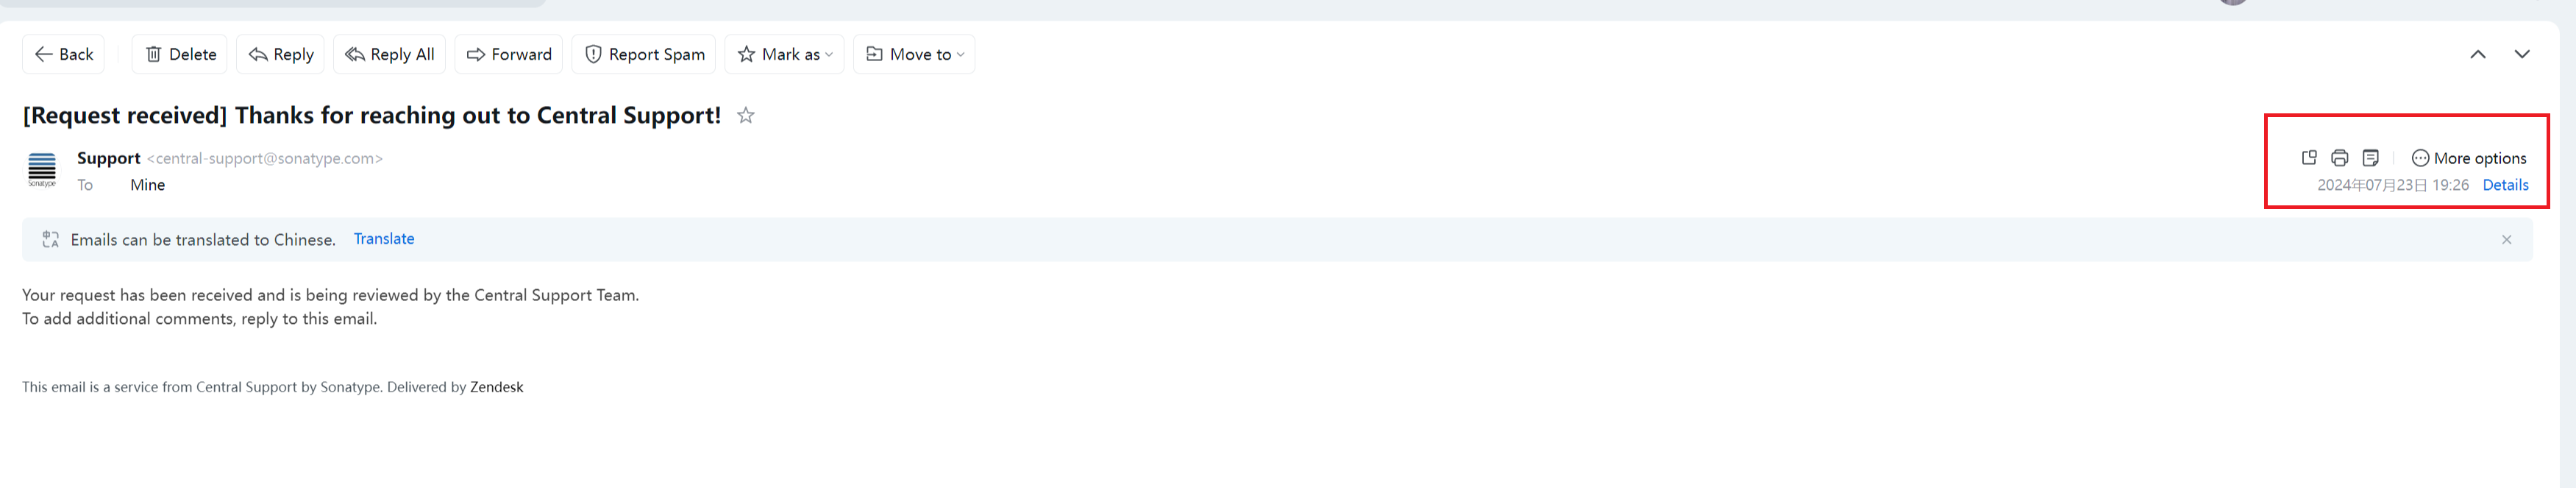 Back Delete Reply Reply All Forward Report Spam Mark as Move to
[Request received] Thanks for reaching out to Central Support!
Support <central-support@sonatype.com>
More options
To Mine
2024年07月23日 19:26 Details
sonatype
Emails can be translated to Chinese. Translate
Your request has been received and is being reviewed by the Central Support Team.
To add additional comments, reply to this email.
This email is a service from Central Support by Sonatype. Delivered by Zendesk